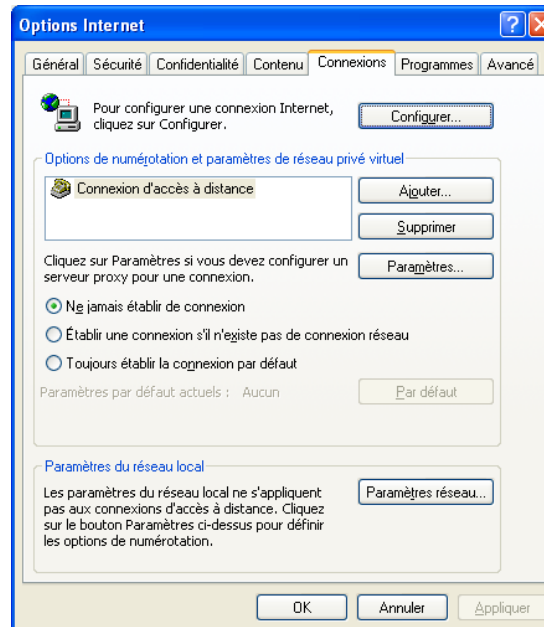 Options Internet
Général Sécurité Confidentialité Contenu Connexions Programmes Avancé
Pour configurer une connexion Internet,
cliquez sur Configurer.
Configurer...
Options de numérotation et paramètres de réseau privé virtuel
Connexion d'accès à distance
Ajouter...
Supprimer
Cliquez sur Paramètres si vous devez configurer un
serveur proxy pour une connexion.
Paramètres...
Ne jamais établir de connexion
Établir une connexion s'il n'existe pas de connexion réseau
Toujours établir la connexion par défaut
Paramètres par défaut actuels : Aucun
Par défaut
Paramètres du réseau local
Les paramètres du réseau local ne s'appliquent
pas aux connexions d'accès à distance. Cliquez
sur le bouton Paramètres ci-dessus pour définir
les options de numérotation.
Paramètres réseau...
OK Annuler Appliquer